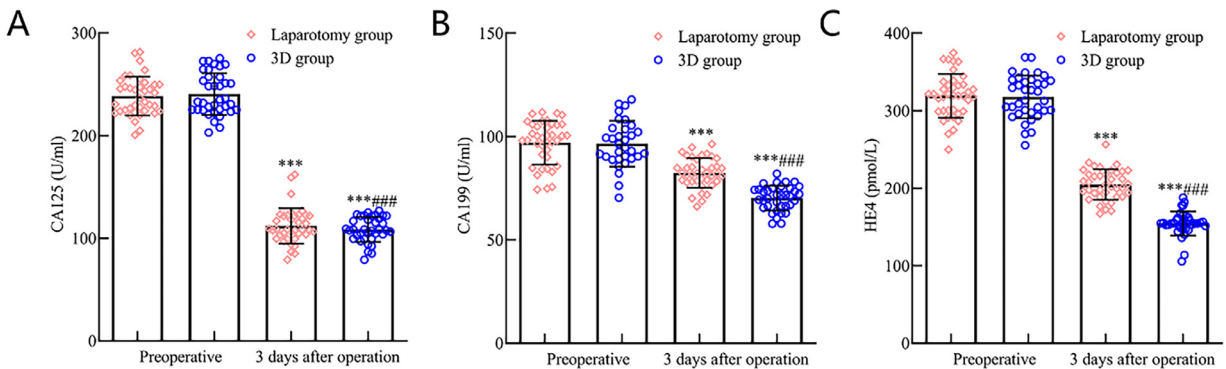 A
CA125 (U/ml)
300
200
100
0
Laparotomy group
3D group
***
***###
Preoperative
3 days after operation
B
CA199 (U/ml)
150
100
50
0
Laparotomy group
3D group
***
***###
Preoperative
3 days after operation
C
HE4 (pmol/L)
400
300
200
100
0
Laparotomy group
3D group
***
***###
Preoperative
3 days after operation